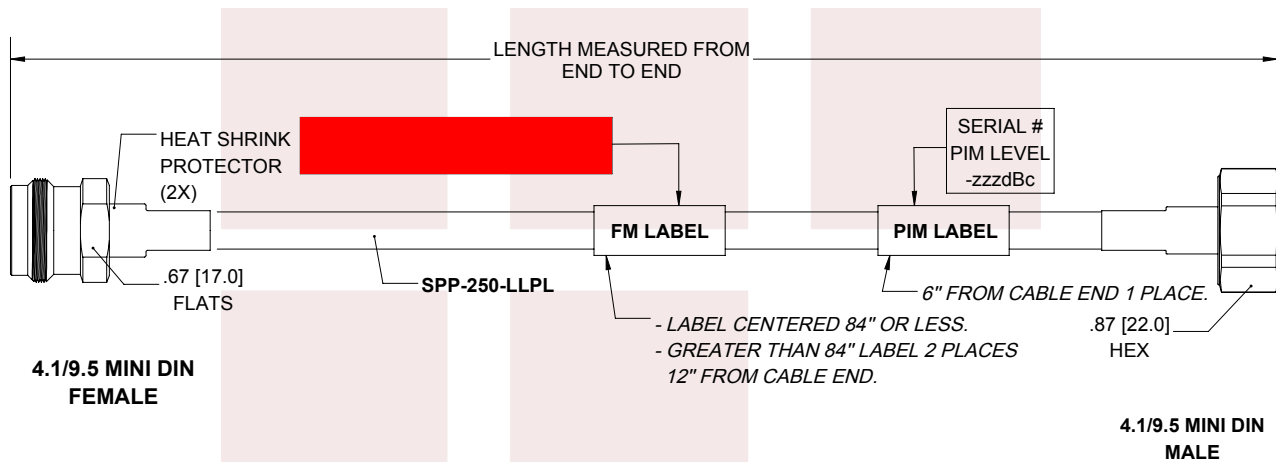 LENGTH MEASURED FROM
END TO END
HEAT SHRINK
PROTECTOR
(2X)
SERIAL #
PIM LEVEL
-zzzdBc
FM LABEL
PIM LABEL
.67 [17.0]
FLATS
SPP-250-LLPL
6" FROM CABLE END 1 PLACE.
- LABEL CENTERED 84" OR LESS.
- GREATER THAN 84" LABEL 2 PLACES
12" FROM CABLE END.
.87 [22.0]
HEX
4.1/9.5 MINI DIN
FEMALE
4.1/9.5 MINI DIN
MALE